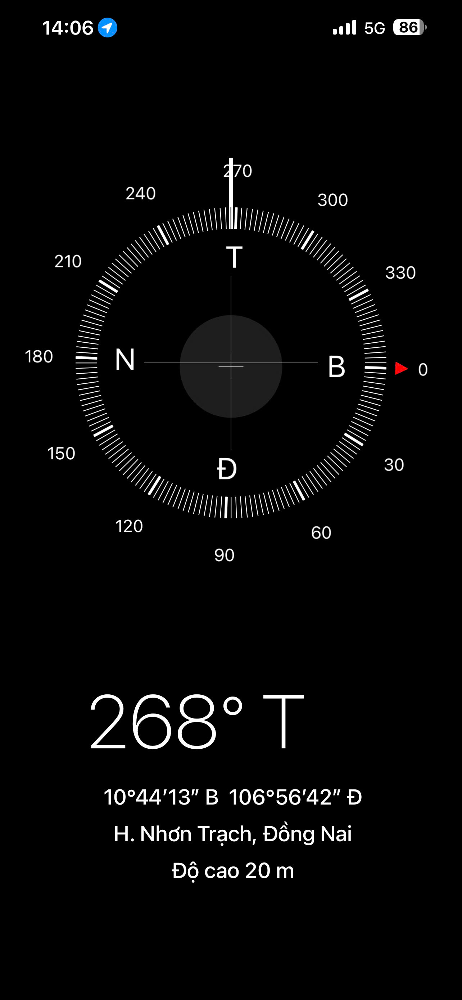 14:06 5G 86
270
240
300
210
330
T
180
N
B
0
150
Đ
30
120
60
90
268° T
10°44′13″ B 106°56′42″ Đ
H. Nhơn Trạch, Đồng Nai
Độ cao 20 m